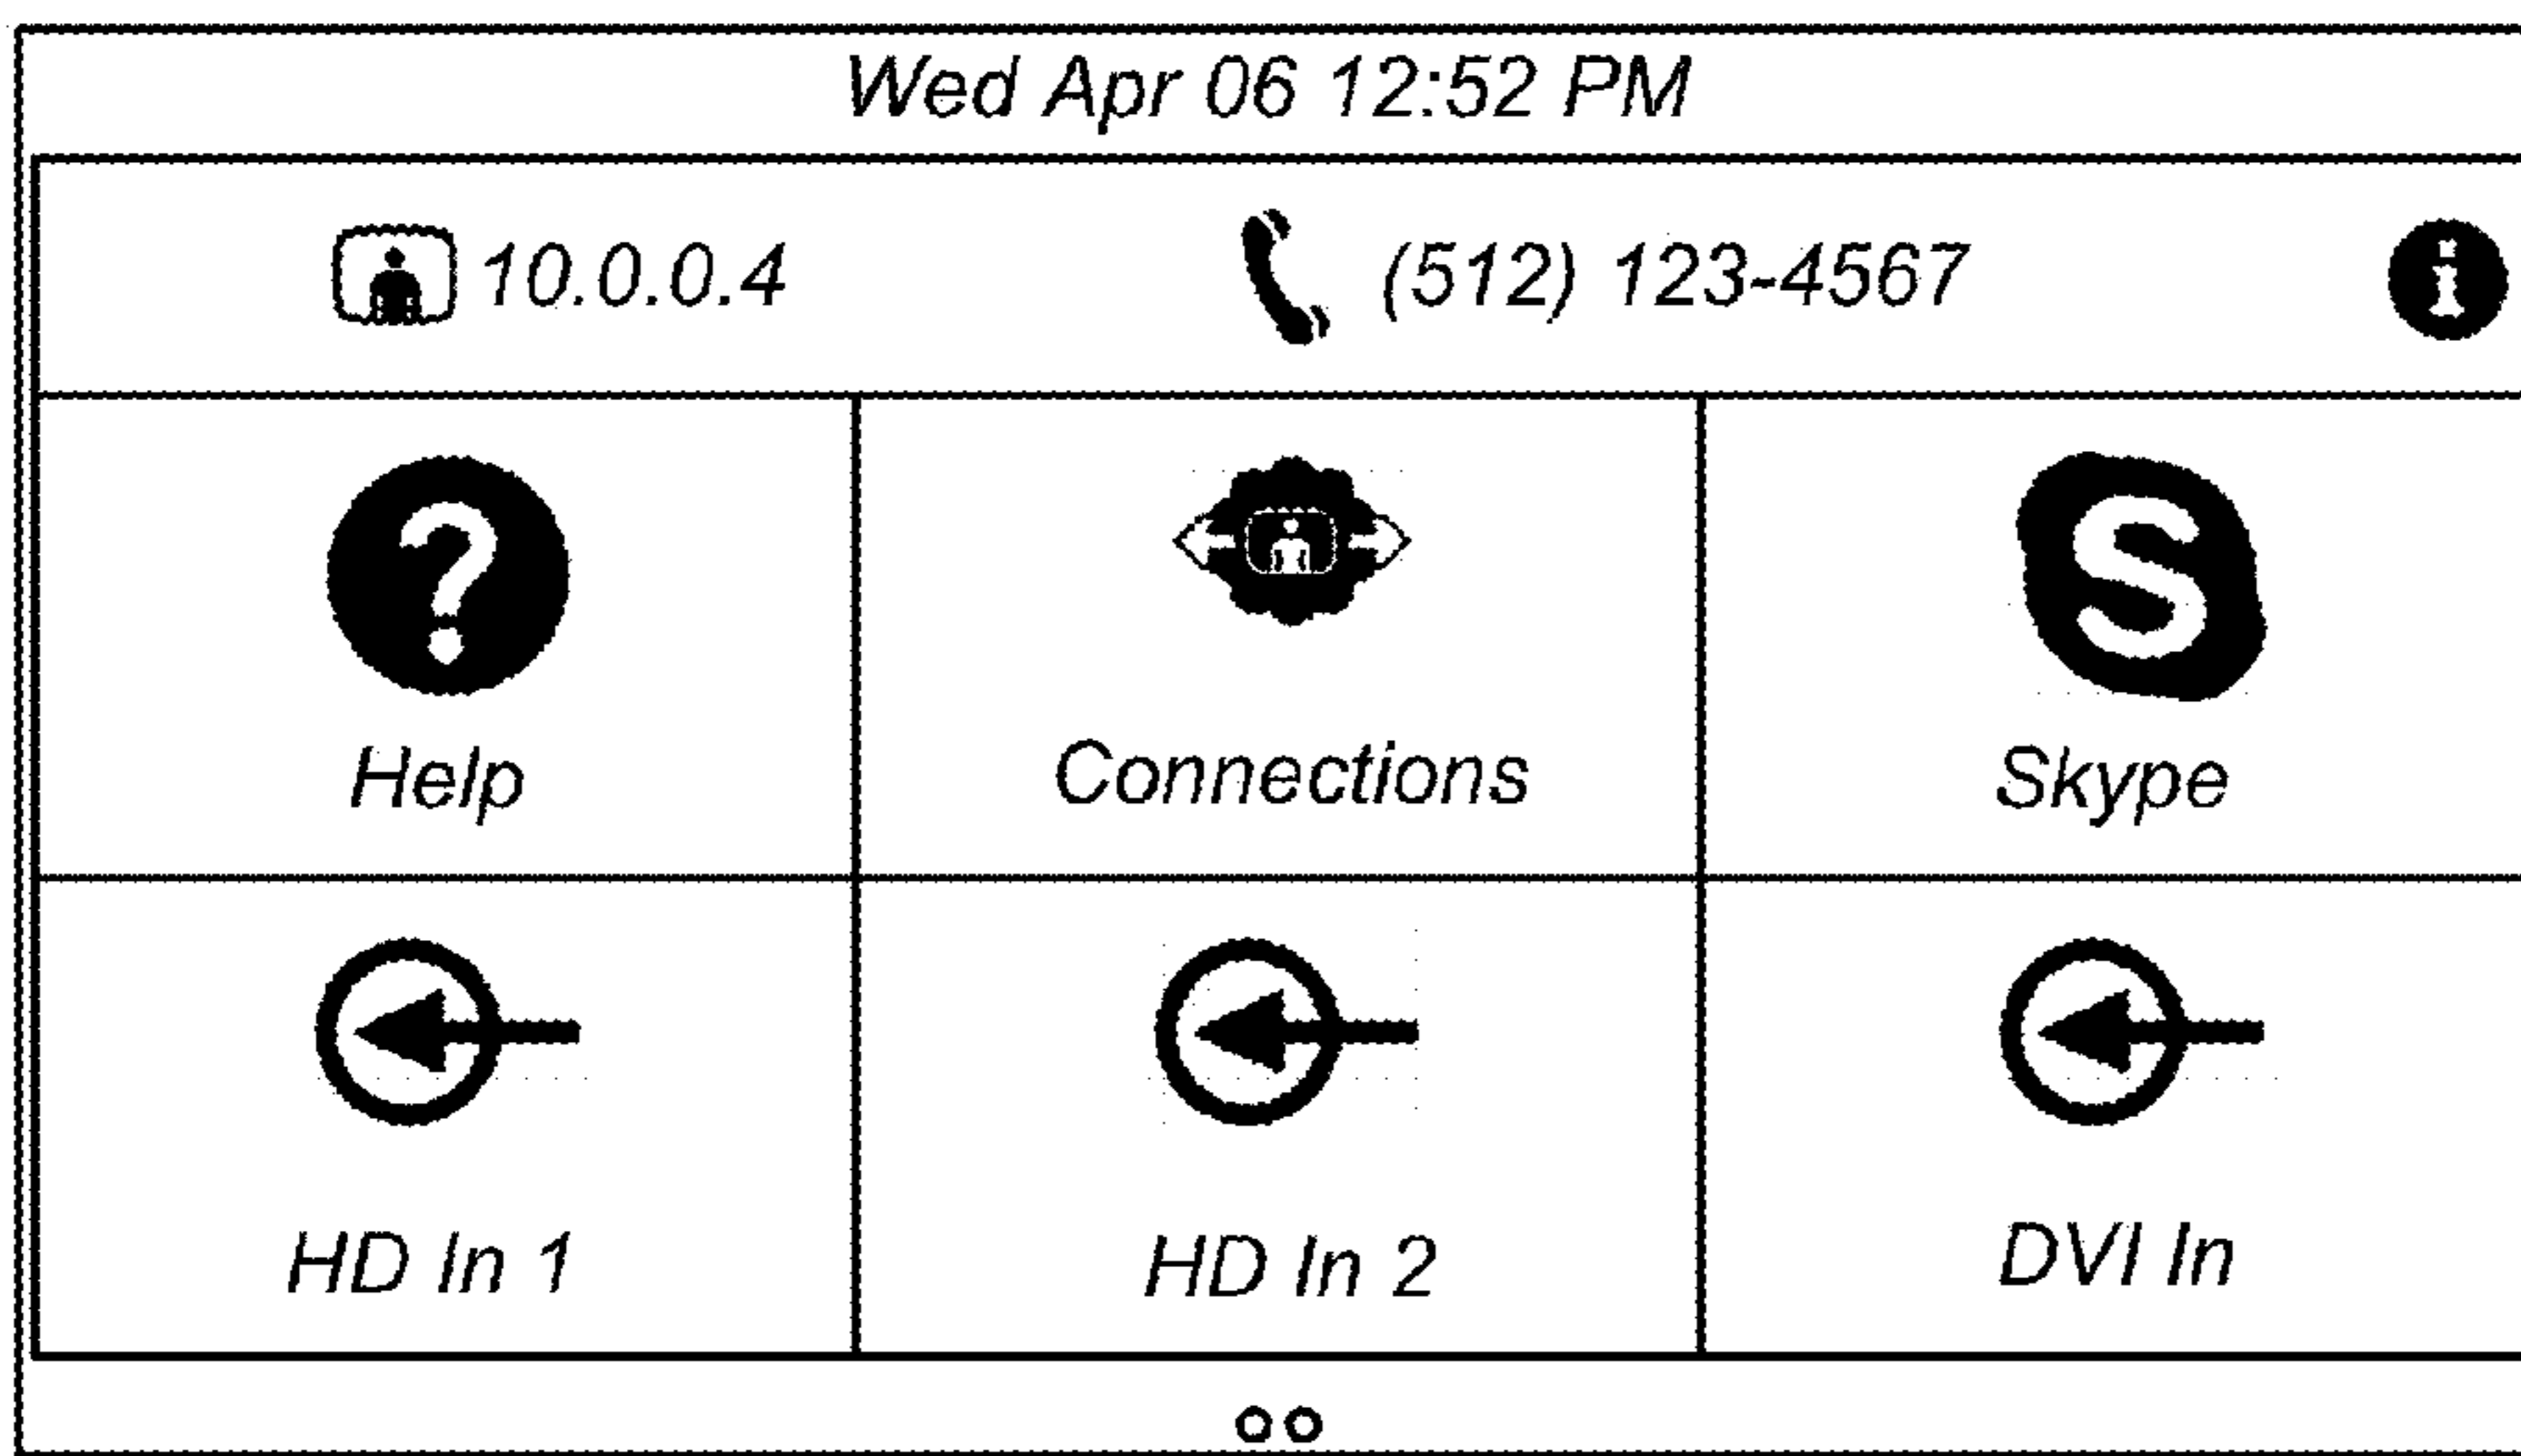 Wed Apr 06 12:52 PM
10.0.0.4 (512) 123-4567 i
? S
Help Connections Skype
HD In 1 HD In 2 DVI In